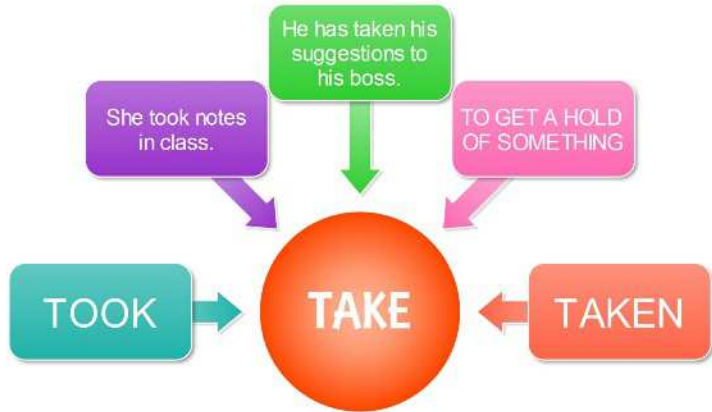 He has taken his
suggestions to
his boss.
She took notes
in class.
TO GET A HOLD
OF SOMETHING
TOOK
TAKE
TAKEN